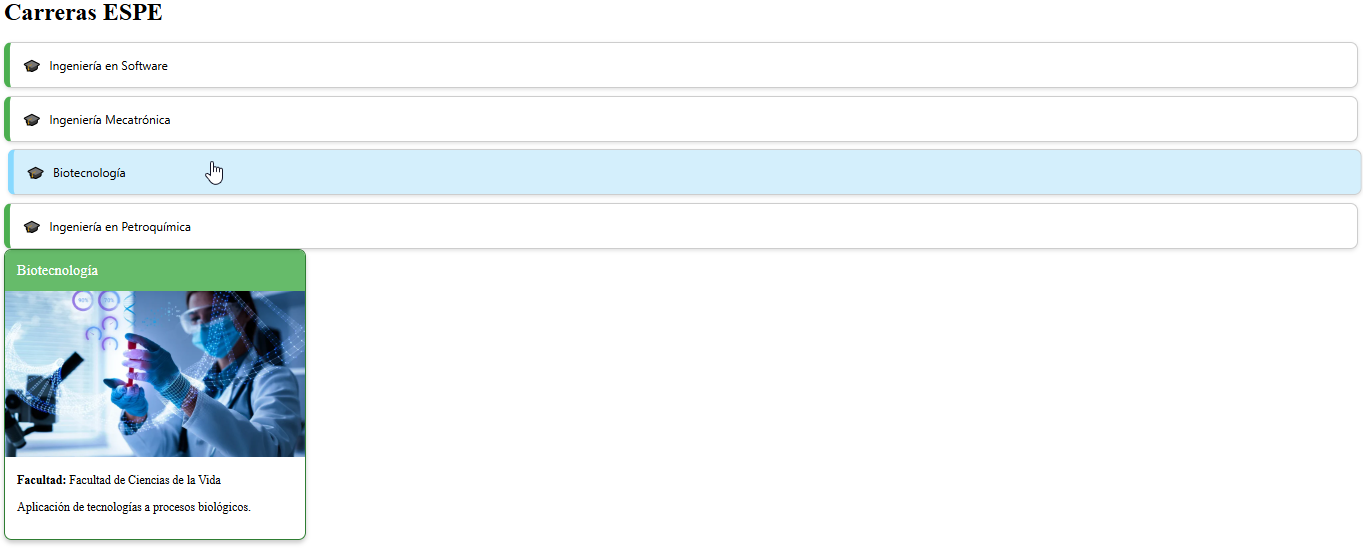 Carreras ESPE
Ingeniería en Software
Ingeniería Mecatrónica
Biotecnología
Ingeniería en Petroquímica
Biotecnología
Facultad: Facultad de Ciencias de la Vida
Aplicación de tecnologías a procesos biológicos.